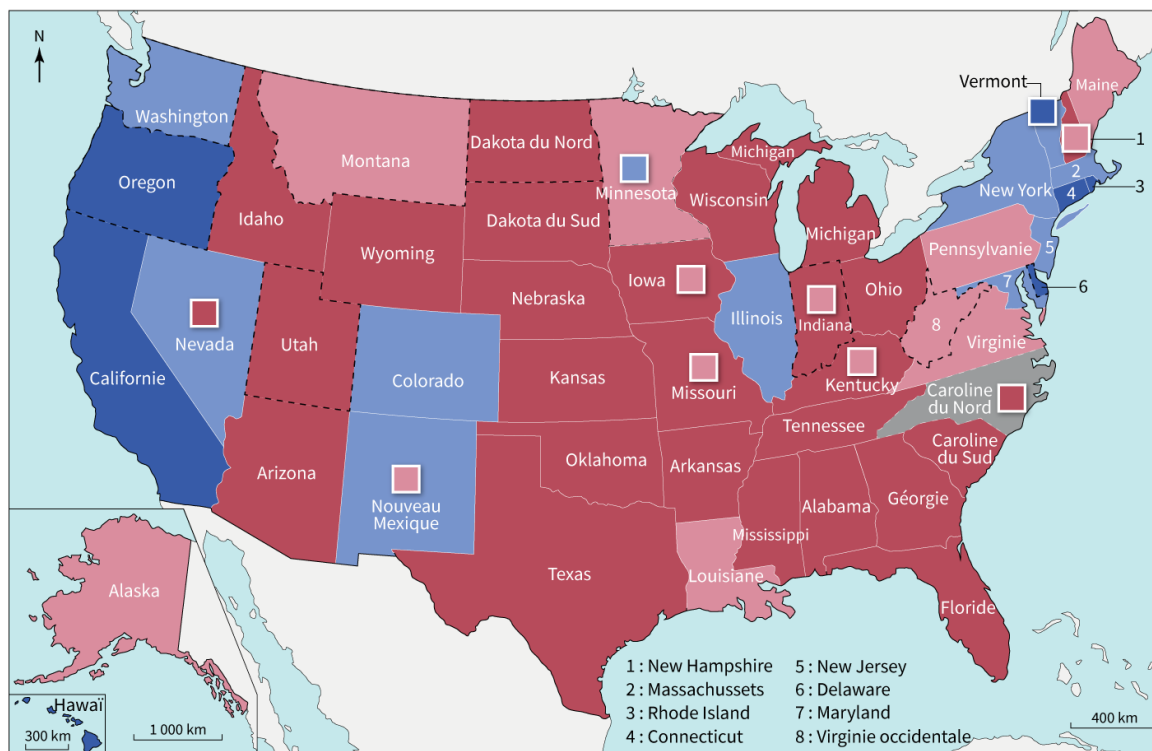 N
Washington
Oregon
Californie
Nevada
Idaho
Montana
Wyoming
Utah
Arizona
Colorado
Nouveau
Mexique
Dakota du Nord
Dakota du Sud
Nebraska
Kansas
Oklahoma
Texas
Minnesota
Iowa
Missouri
Arkansas
Louisiane
Wisconsin
Michigan
Michigan
Illinois
Indiana
Ohio
Kentucky
Tennessee
Mississippi
Alabama
Géorgie
Floride
Caroline
du Sud
Caroline
du Nord
Virginie
8
Pennsylvanie
New York
Vermont
Maine
1
2
3
4
5
6
7
Alaska
Hawaï
300 km
1 000 km
1 : New Hampshire
2 : Massachussets
3 : Rhode Island
4 : Connecticut
5 : New Jersey
6 : Delaware
7 : Maryland
8 : Virginie occidentale
400 km